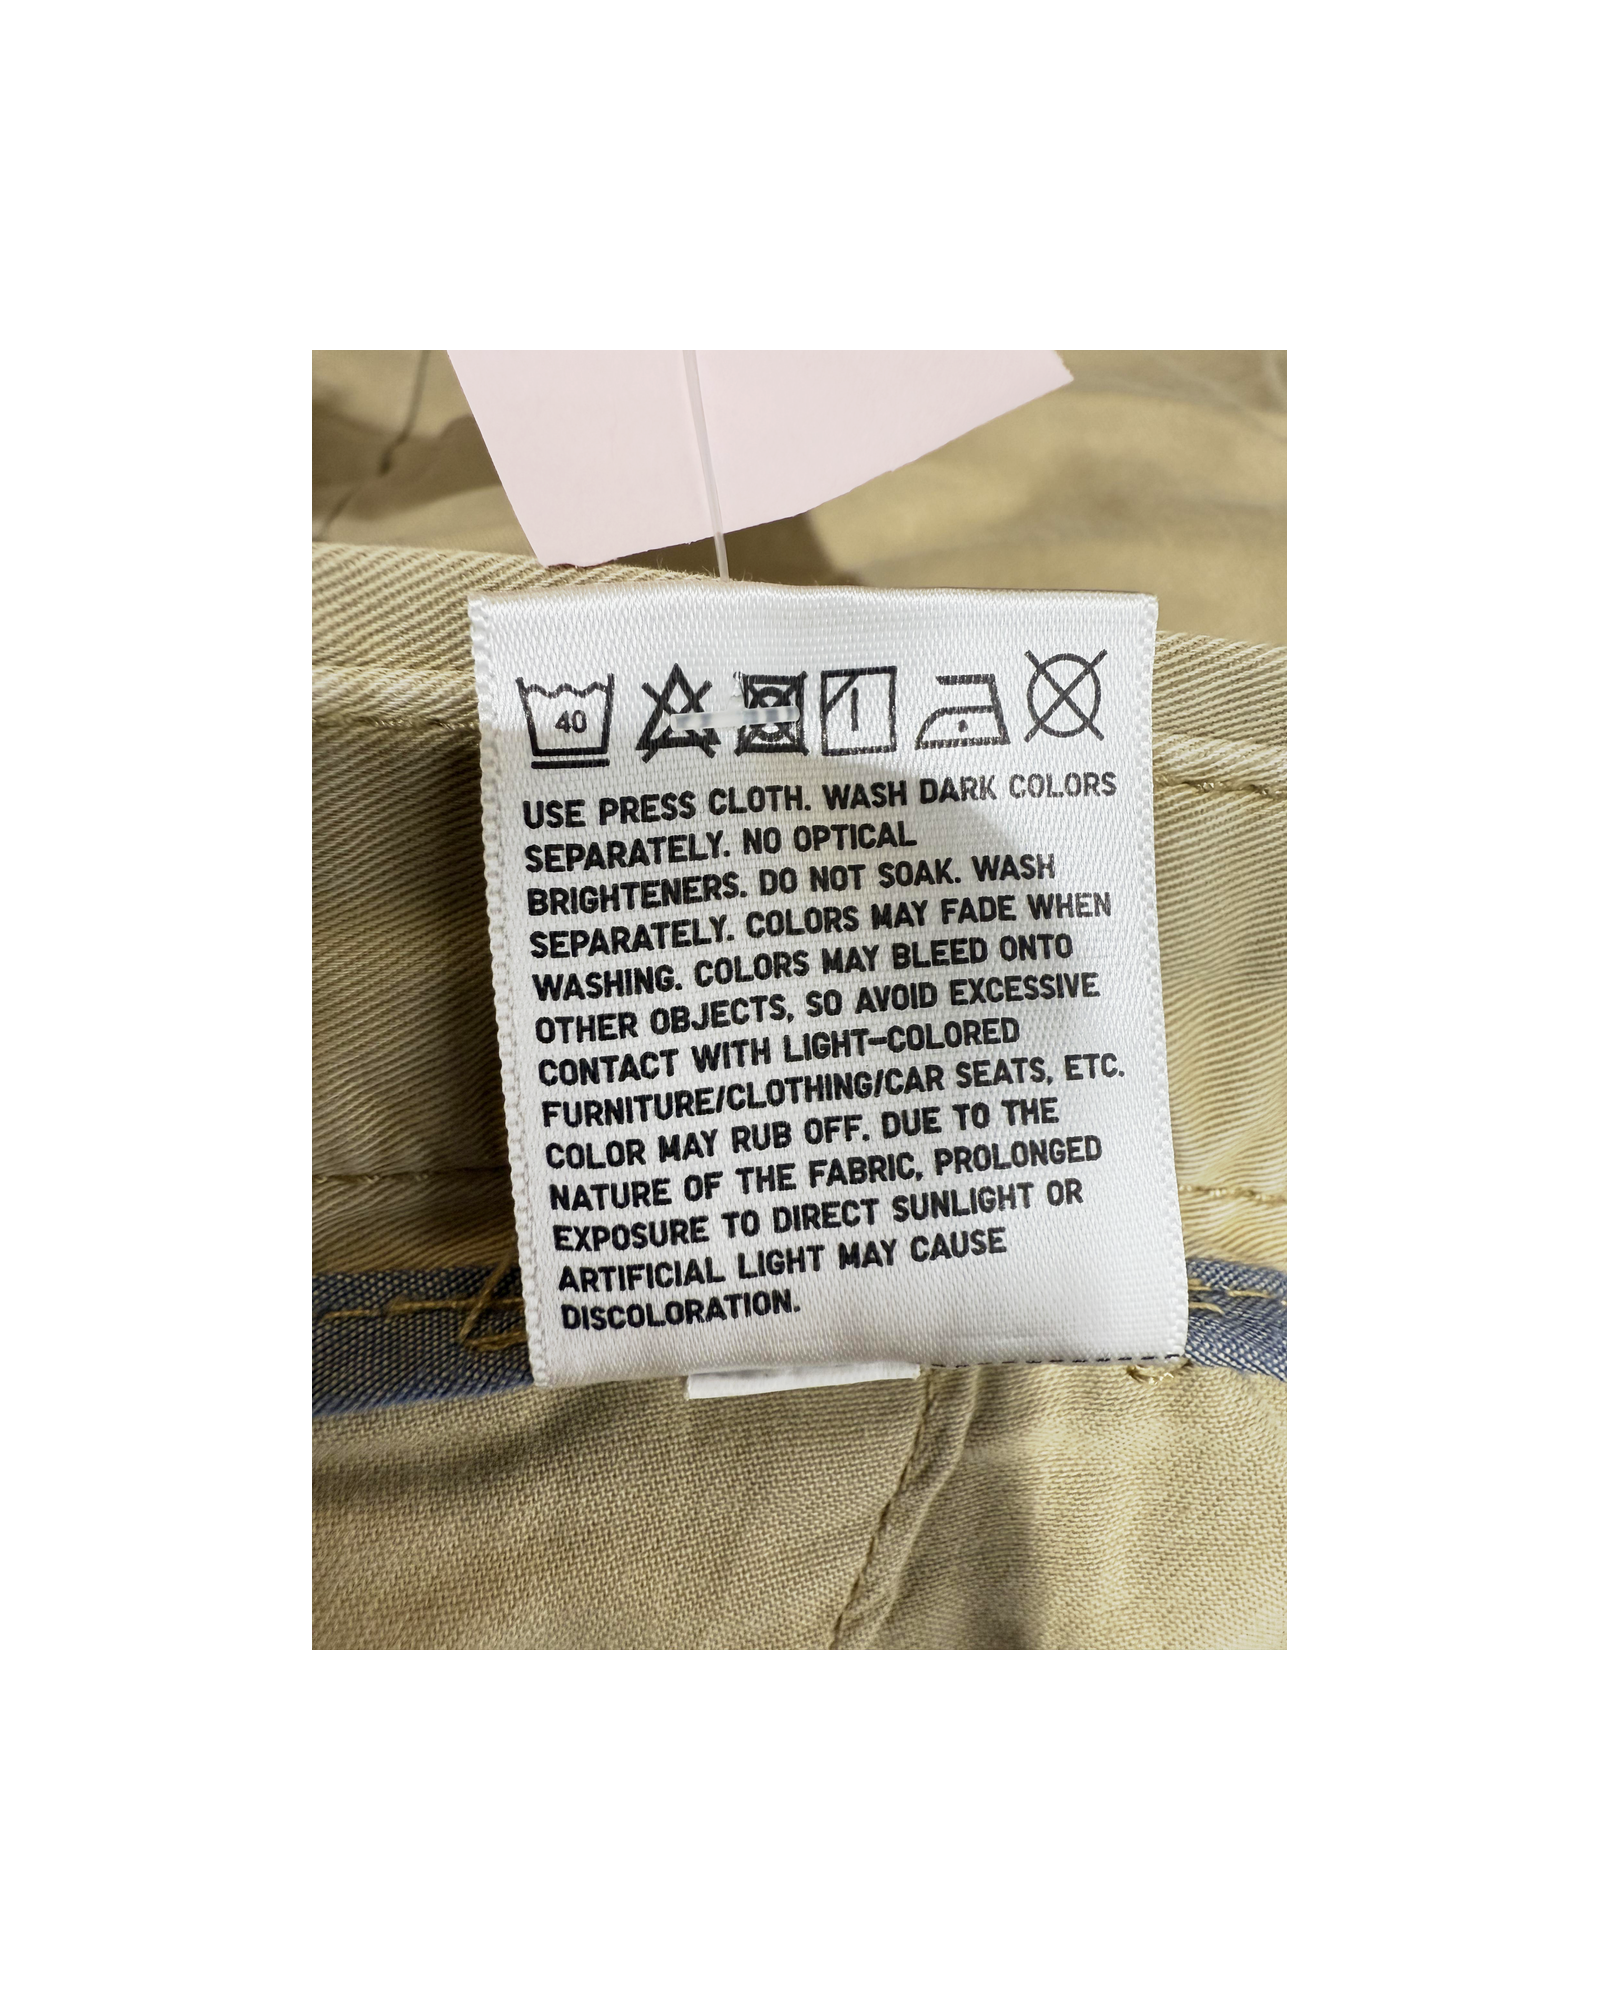 40
USE PRESS CLOTH. WASH DARK COLORS
SEPARATELY. NO OPTICAL
BRIGHTENERS. DO NOT SOAK. WASH
SEPARATELY. COLORS MAY FADE WHEN
WASHING. COLORS MAY BLEED ONTO
OTHER OBJECTS, SO AVOID EXCESSIVE
CONTACT WITH LIGHT-COLORED
FURNITURE/CLOTHING/CAR SEATS, ETC.
COLOR MAY RUB OFF. DUE TO THE
NATURE OF THE FABRIC, PROLONGED
EXPOSURE TO DIRECT SUNLIGHT OR
ARTIFICIAL LIGHT MAY CAUSE
DISCOLORATION.